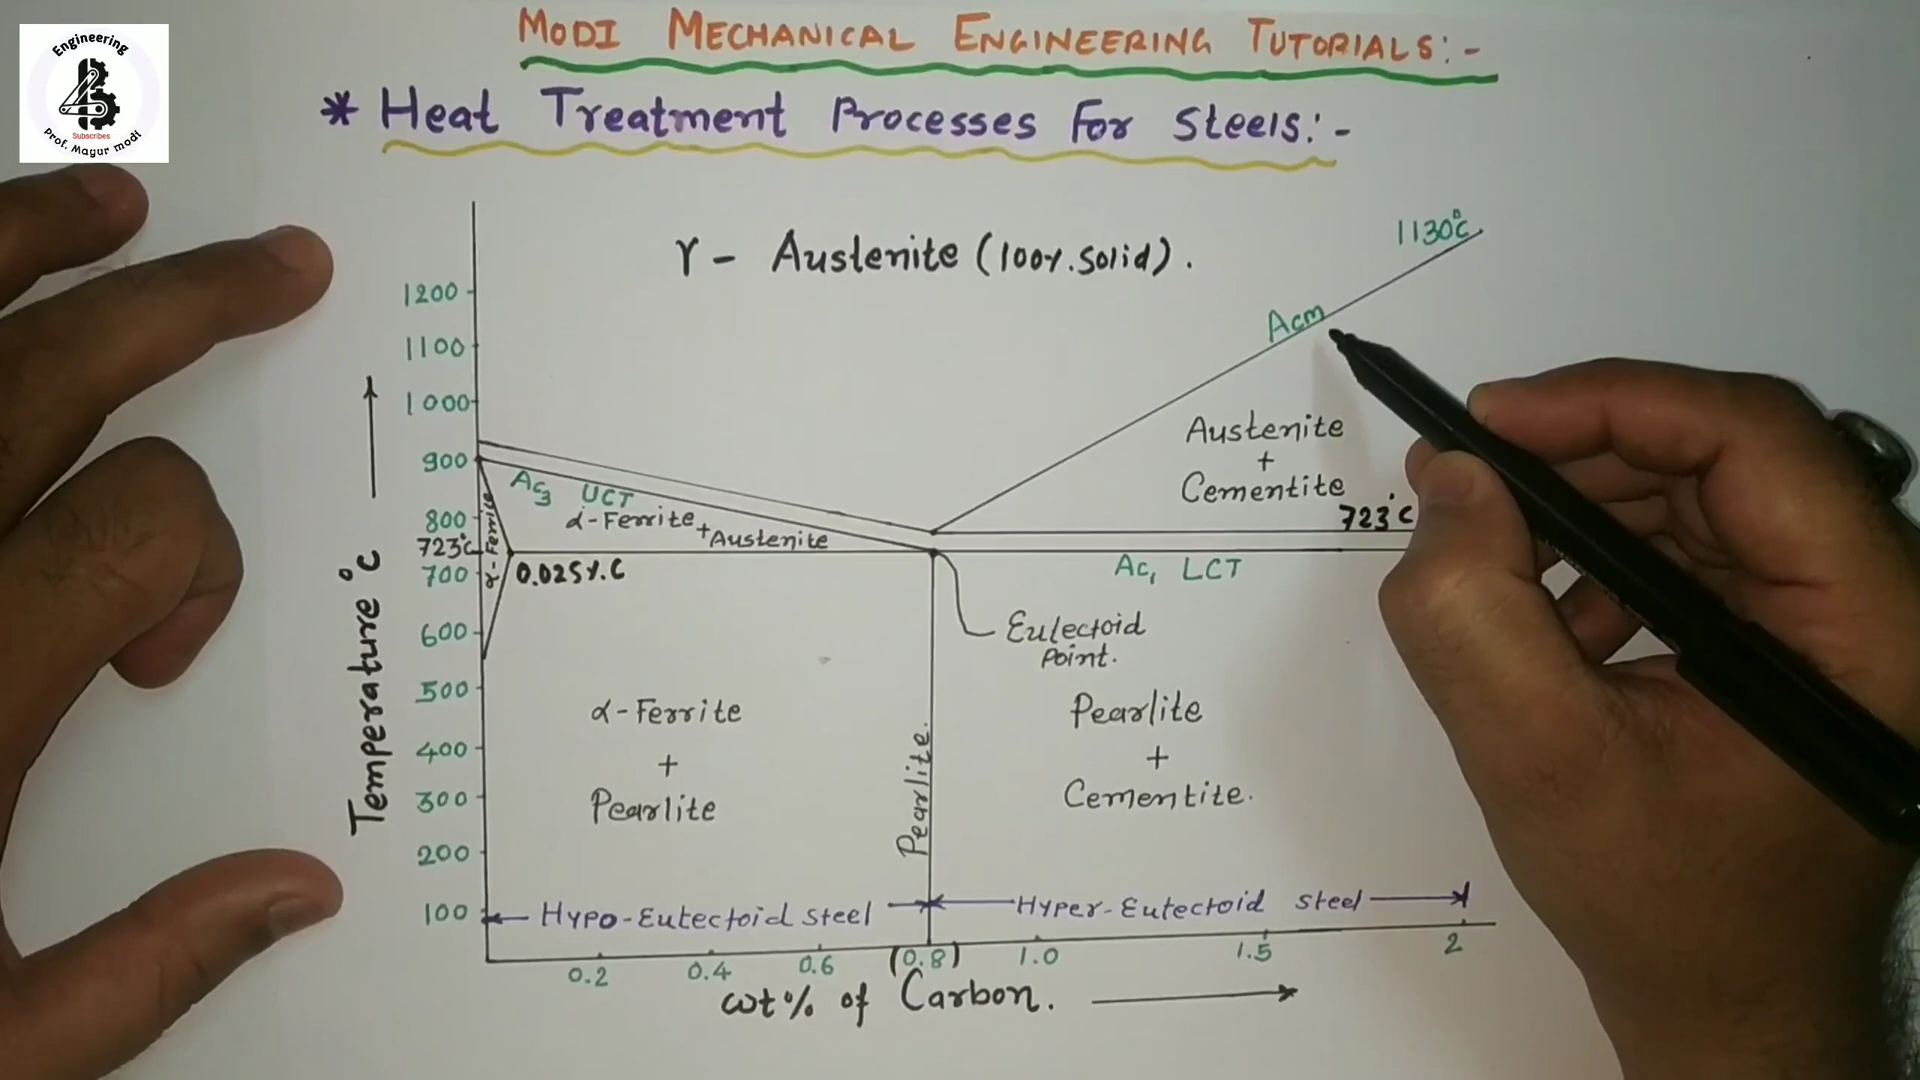 Engineering
Subscribes
Prof. Mayur modi
MODI MECHANICAL ENGINEERING TUTORIALS:-
* Heat Treatment Processes For Steels:-
1130°C
γ - Austenite (100%.Solid).
1200
Acm
1100
1000
Austenite
+
Cementite
900
Ac3 UCT
α-Ferrite + Austenite
723°C
800
723°C
α-Ferrite
700
0.025%.C
Ac1 LCT
600
Eutectoid
Point.
500
α-Ferrite
+
Pearlite
Pearlite
Pearlite
+
Cementite.
400
300
200
100
Hypo-Eutectoid steel
Hyper-Eutectoid steel
0.2 0.4 0.6 (0.8) 1.0 1.5 2
wt% of Carbon.
Temperature °C